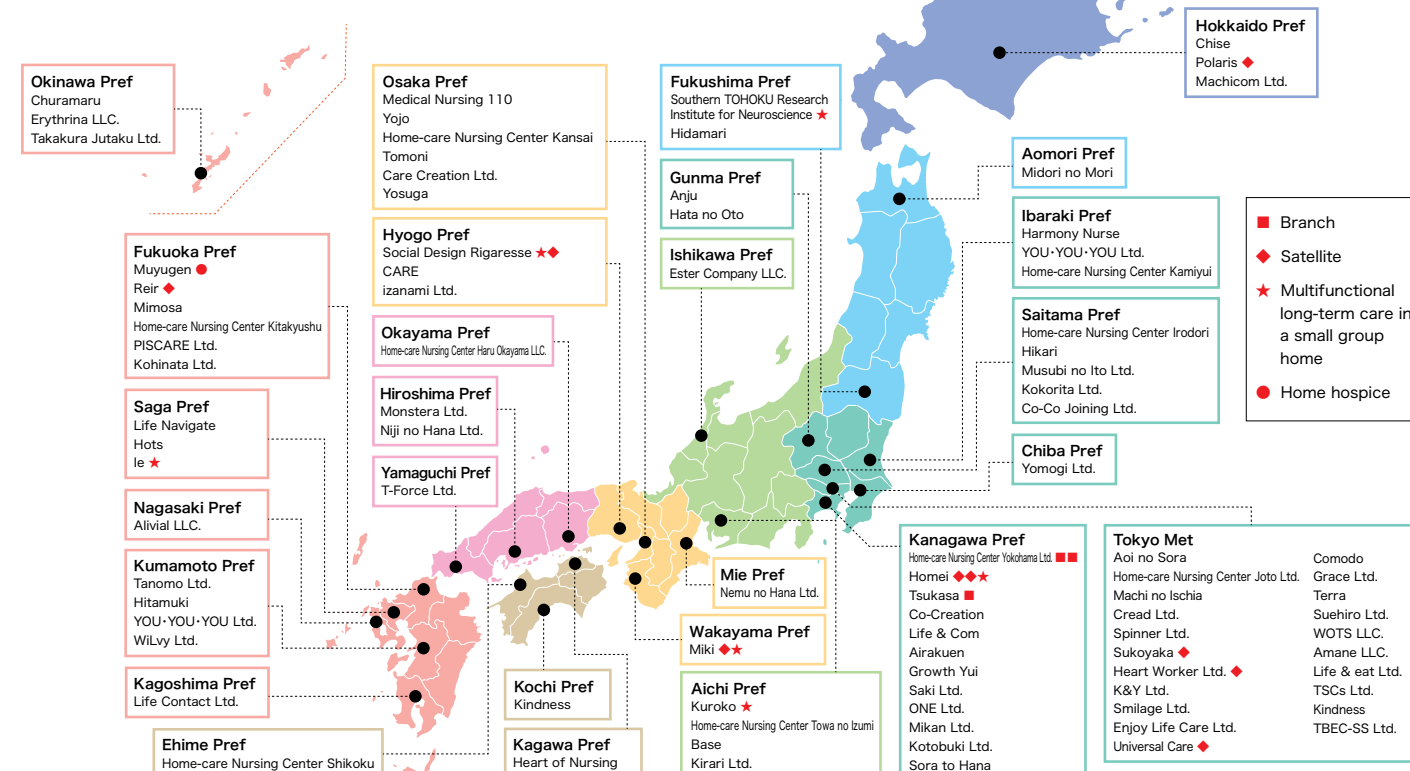 Hokkaido Pref
Chise
Polaris ◆
Machicom Ltd.
Okinawa Pref
Churamaru
Erythrina LLC.
Takakura Jutaku Ltd.
Osaka Pref
Medical Nursing 110
Yojo
Home-care Nursing Center Kansai
Tomoni
Care Creation Ltd.
Yosuga
Fukushima Pref
Southern TOHOKU Research
Institute for Neuroscience ★
Hidamari
Aomori Pref
Midori no Mori
Gunma Pref
Anju
Hata no Oto
Ibaraki Pref
Harmony Nurse
YOU・YOU・YOU Ltd.
Home-care Nursing Center Kamiyui
■ Branch
◆ Satellite
★ Multifunctional
long-term care in
a small group
home
● Home hospice
Fukuoka Pref
Muyugen ●
Reir ◆
Mimosa
Home-care Nursing Center Kitakyushu
PISCARE Ltd.
Kohinata Ltd.
Hyogo Pref
Social Design Rigaresse ★◆
CARE
izanami Ltd.
Ishikawa Pref
Ester Company LLC.
Saitama Pref
Home-care Nursing Center Irodori
Hikari
Musubi no Ito Ltd.
Kokorita Ltd.
Co-Co Joining Ltd.
Okayama Pref
Home-care Nursing Center Haru Okayama LLC.
Hiroshima Pref
Monstera Ltd.
Niji no Hana Ltd.
Saga Pref
Life Navigate
Hots
Ie ★
Chiba Pref
Yomogi Ltd.
Yamaguchi Pref
T-Force Ltd.
Nagasaki Pref
Alivial LLC.
Kumamoto Pref
Tanomo Ltd.
Hitamuki
YOU・YOU・YOU Ltd.
WiLvy Ltd.
Kagoshima Pref
Life Contact Ltd.
Mie Pref
Nemu no Hana Ltd.
Wakayama Pref
Miki ◆★
Kochi Pref
Kindness
Ehime Pref
Home-care Nursing Center Shikoku
Kagawa Pref
Heart of Nursing
Aichi Pref
Kuroko ★
Home-care Nursing Center Towa no Izumi
Base
Kirari Ltd.
Kanagawa Pref
Home-care Nursing Center Yokohama Ltd. ■■
Homei ◆◆★
Tsukasa ■
Co-Creation
Life & Com
Airakuen
Growth Yui
Saki Ltd.
ONE Ltd.
Mikan Ltd.
Kotobuki Ltd.
Sora to Hana
Tokyo Met
Aoi no Sora
Home-care Nursing Center Joto Ltd.
Machi no Ischia
Cread Ltd.
Spinner Ltd.
Sukoyaka ◆
Heart Worker Ltd. ◆
K&Y Ltd.
Smilage Ltd.
Enjoy Life Care Ltd.
Universal Care ◆
Comodo
Grace Ltd.
Terra
Suehiro Ltd.
WOTS LLC.
Amane LLC.
Life & eat Ltd.
TSCs Ltd.
Kindness
TBEC-SS Ltd.